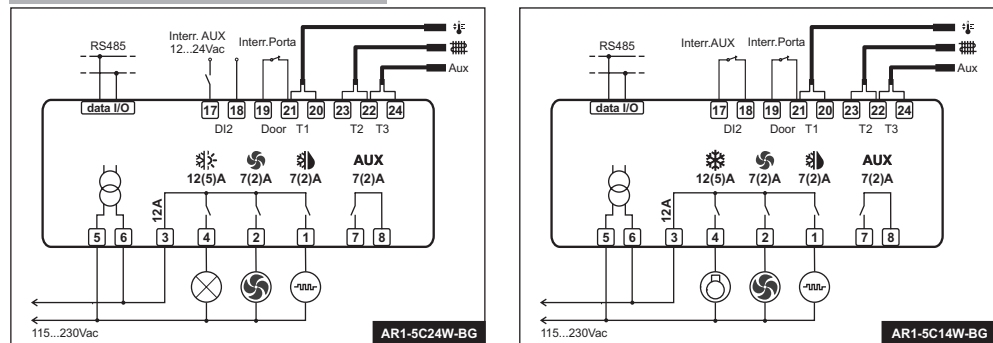 RS485
Interr. AUX
12...24Vac
Interr.Porta
Aux
data I/O
17 18 19 21 20 23 22 24
DI2 Door T1 T2 T3
AUX
12(5)A 7(2)A 7(2)A 7(2)A
12A
5 6 3 4 2 1 7 8
115...230Vac
AR1-5C24W-BG
RS485
Interr.AUX Interr.Porta
Aux
data I/O
17 18 19 21 20 23 22 24
DI2 Door T1 T2 T3
AUX
12(5)A 7(2)A 7(2)A 7(2)A
12A
5 6 3 4 2 1 7 8
115...230Vac
AR1-5C14W-BG